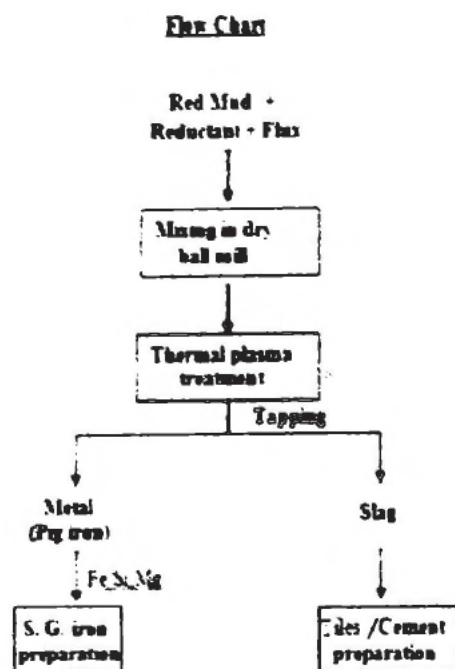 Flow Chart
Red Mud +
Reductant + Flux
Mixing in dry
ball mill
Thermal plasma
treatment
Tapping
Metal
(Pig iron)
Slag
Fe Si Mg
S. G. iron
preparation
Tiles /Cement
preparation